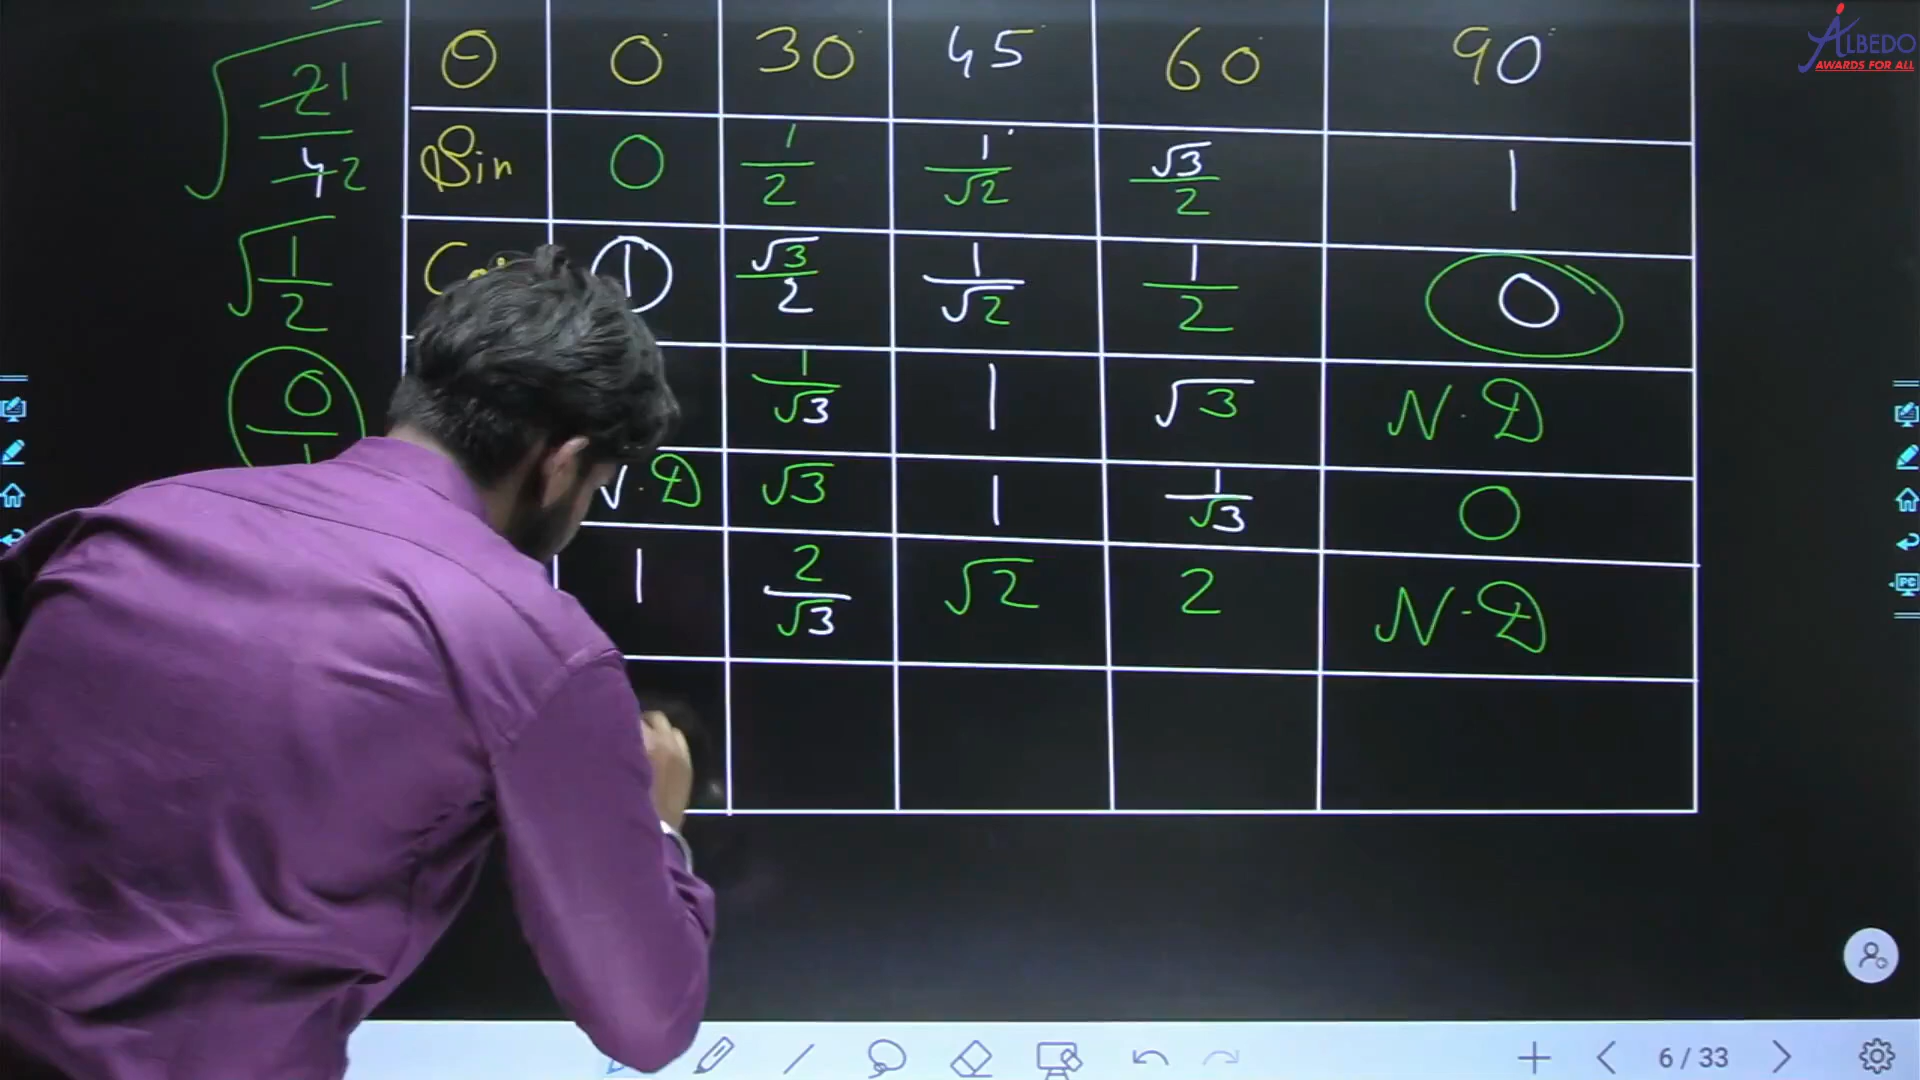 ALBEDO
AWARDS FOR ALL
θ 0° 30° 45° 60° 90°
Sin 0 1/2 1/√2 √3/2 1
1 √3/2 1/√2 1/2 0
1/√3 1 √3 N.D
N.D √3 1 1/√3 0
1 2/√3 √2 2 N-D
√(21/42)
√(1/2)
0
PC
6 / 33